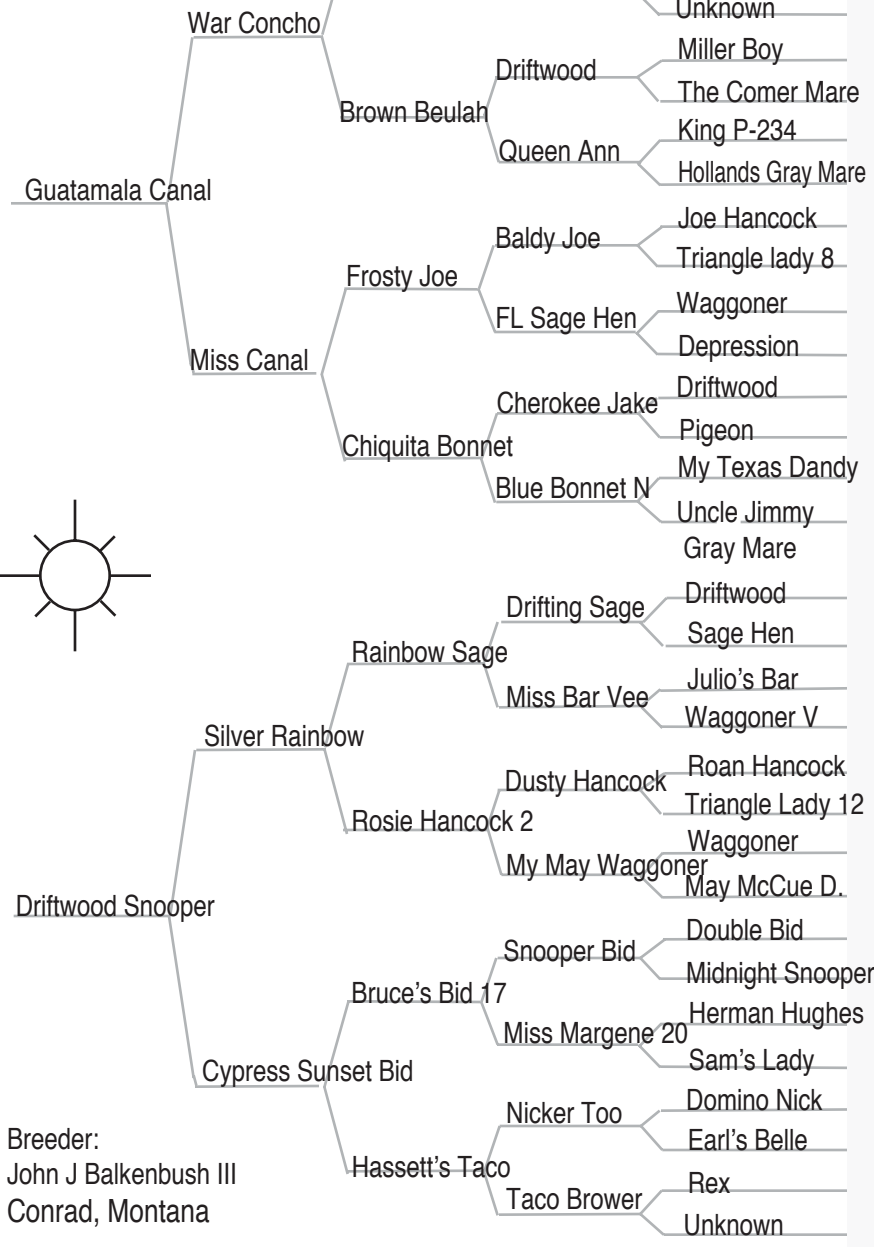 Unknown
War Concho
Miller Boy
Driftwood
The Comer Mare
Brown Beulah
King P-234
Queen Ann
Hollands Gray Mare
Guatamala Canal
Joe Hancock
Baldy Joe
Triangle lady 8
Frosty Joe
Waggoner
FL Sage Hen
Depression
Miss Canal
Driftwood
Cherokee Jake
Pigeon
Chiquita Bonnet
My Texas Dandy
Blue Bonnet N
Uncle Jimmy
Gray Mare
Driftwood
Drifting Sage
Sage Hen
Rainbow Sage
Julio's Bar
Miss Bar Vee
Waggoner V
Silver Rainbow
Roan Hancock
Dusty Hancock
Triangle Lady 12
Rosie Hancock 2
Waggoner
My May Waggoner
May McCue D.
Driftwood Snooper
Double Bid
Snooper Bid
Midnight Snooper
Bruce's Bid 17
Herman Hughes
Miss Margene 20
Sam's Lady
Cypress Sunset Bid
Domino Nick
Nicker Too
Earl's Belle
Hassett's Taco
Rex
Taco Brower
Unknown
Breeder:
John J Balkenbush III
Conrad, Montana